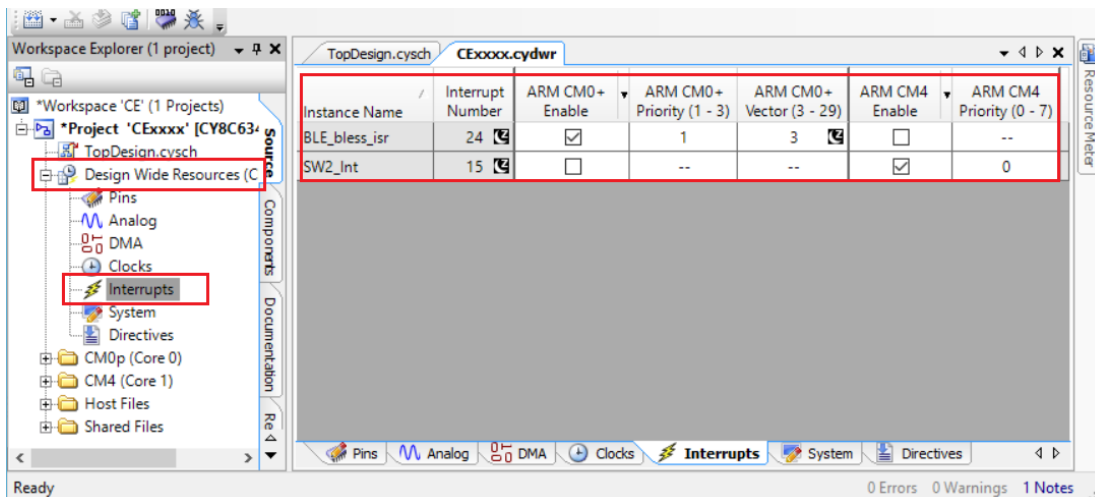 Workspace Explorer (1 project)
*Workspace 'CE' (1 Projects)
*Project 'CExxxx' [CY8C634
TopDesign.cysch
Design Wide Resources (C
Pins
Analog
DMA
Clocks
Interrupts
System
Directives
CM0p (Core 0)
CM4 (Core 1)
Host Files
Shared Files
Source
Components
Documentation
Re
TopDesign.cysch CExxxx.cydwr
Instance Name Interrupt Number ARM CM0+ Enable ARM CM0+ Priority (1 - 3) ARM CM0+ Vector (3 - 29) ARM CM4 Enable ARM CM4 Priority (0 - 7)
BLE_bless_isr 24 1 3 --
SW2_Int 15 -- -- 0
Pins Analog DMA Clocks Interrupts System Directives
Resource Meter
Ready 0 Errors 0 Warnings 1 Notes